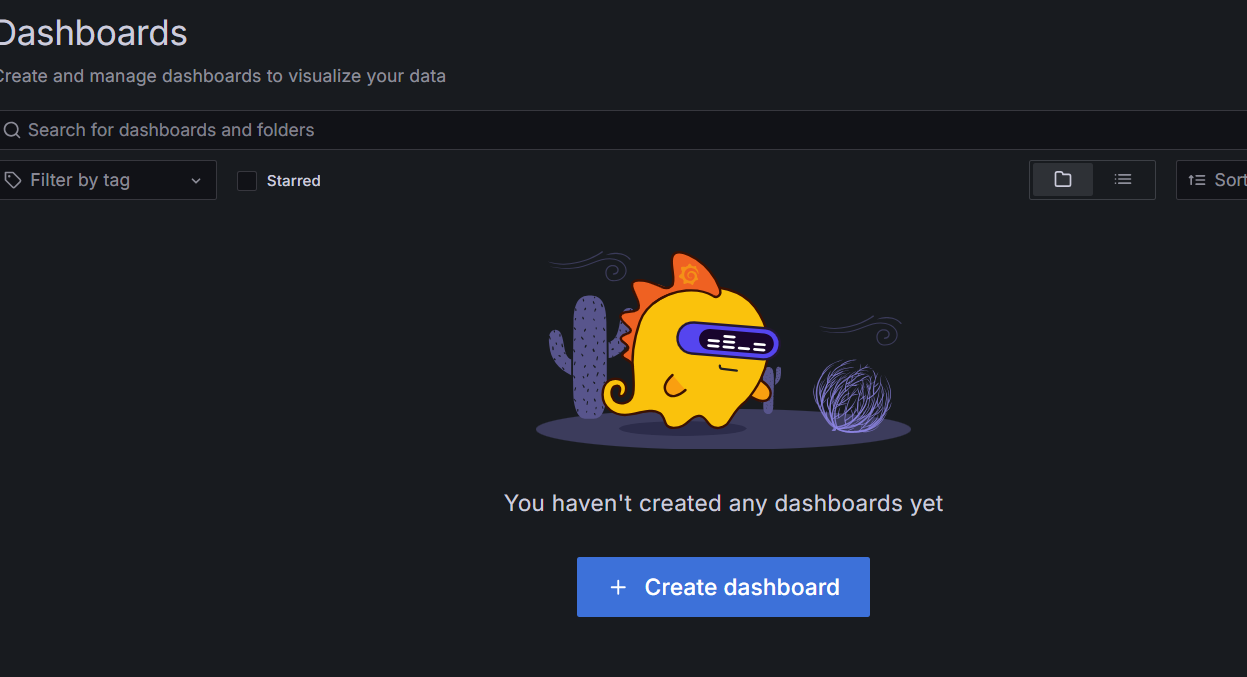 Dashboards
Create and manage dashboards to visualize your data
Search for dashboards and folders
Filter by tag
Starred
Sort
You haven't created any dashboards yet
Create dashboard